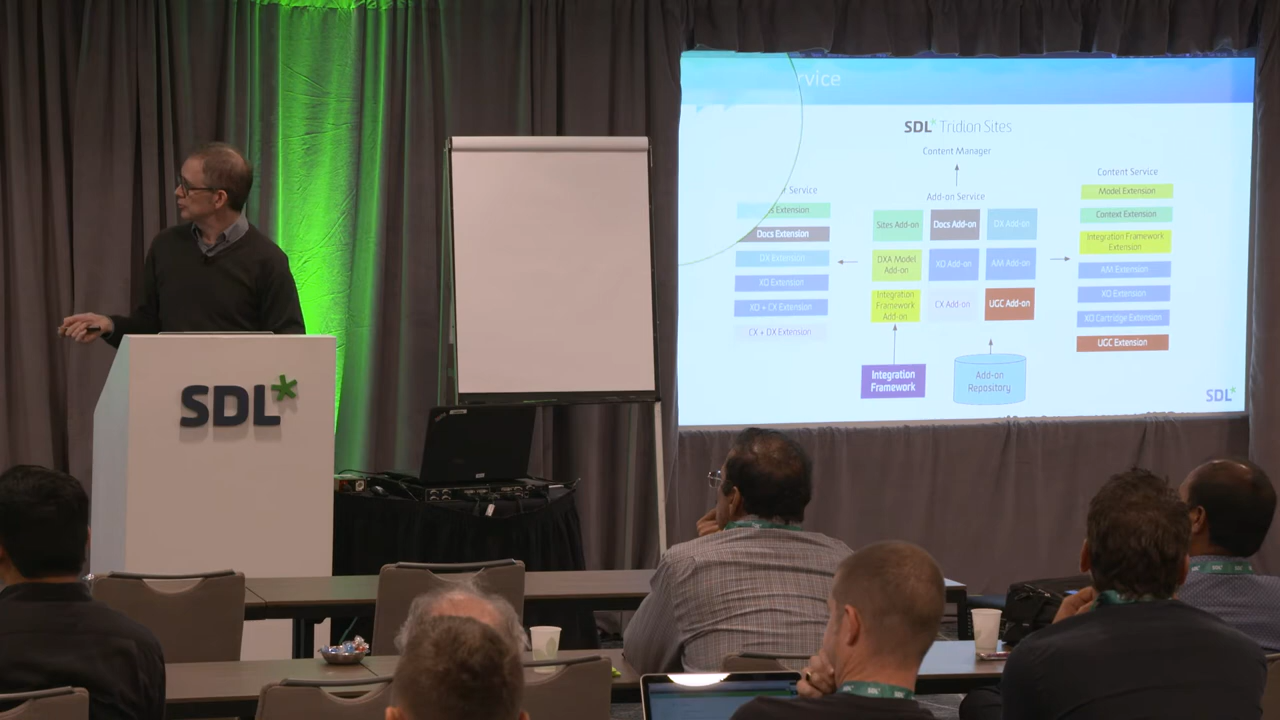 rvice
SDL* Tridion Sites
Content Manager
Add-on Service
Service
Extension
Docs Extension
DX Extension
XO Extension
XO + CX Extension
CX + DX Extension
Sites Add-on
Docs Add-on
DX Add-on
DXA Model
Add-on
XO Add-on
AM Add-on
Integration
Framework
Add-on
CX Add-on
UGC Add-on
Integration
Framework
Add-on
Repository
Content Service
Model Extension
Context Extension
Integration Framework
Extension
AM Extension
XO Extension
XO Cartridge Extension
UGC Extension
SDL*
SDL*